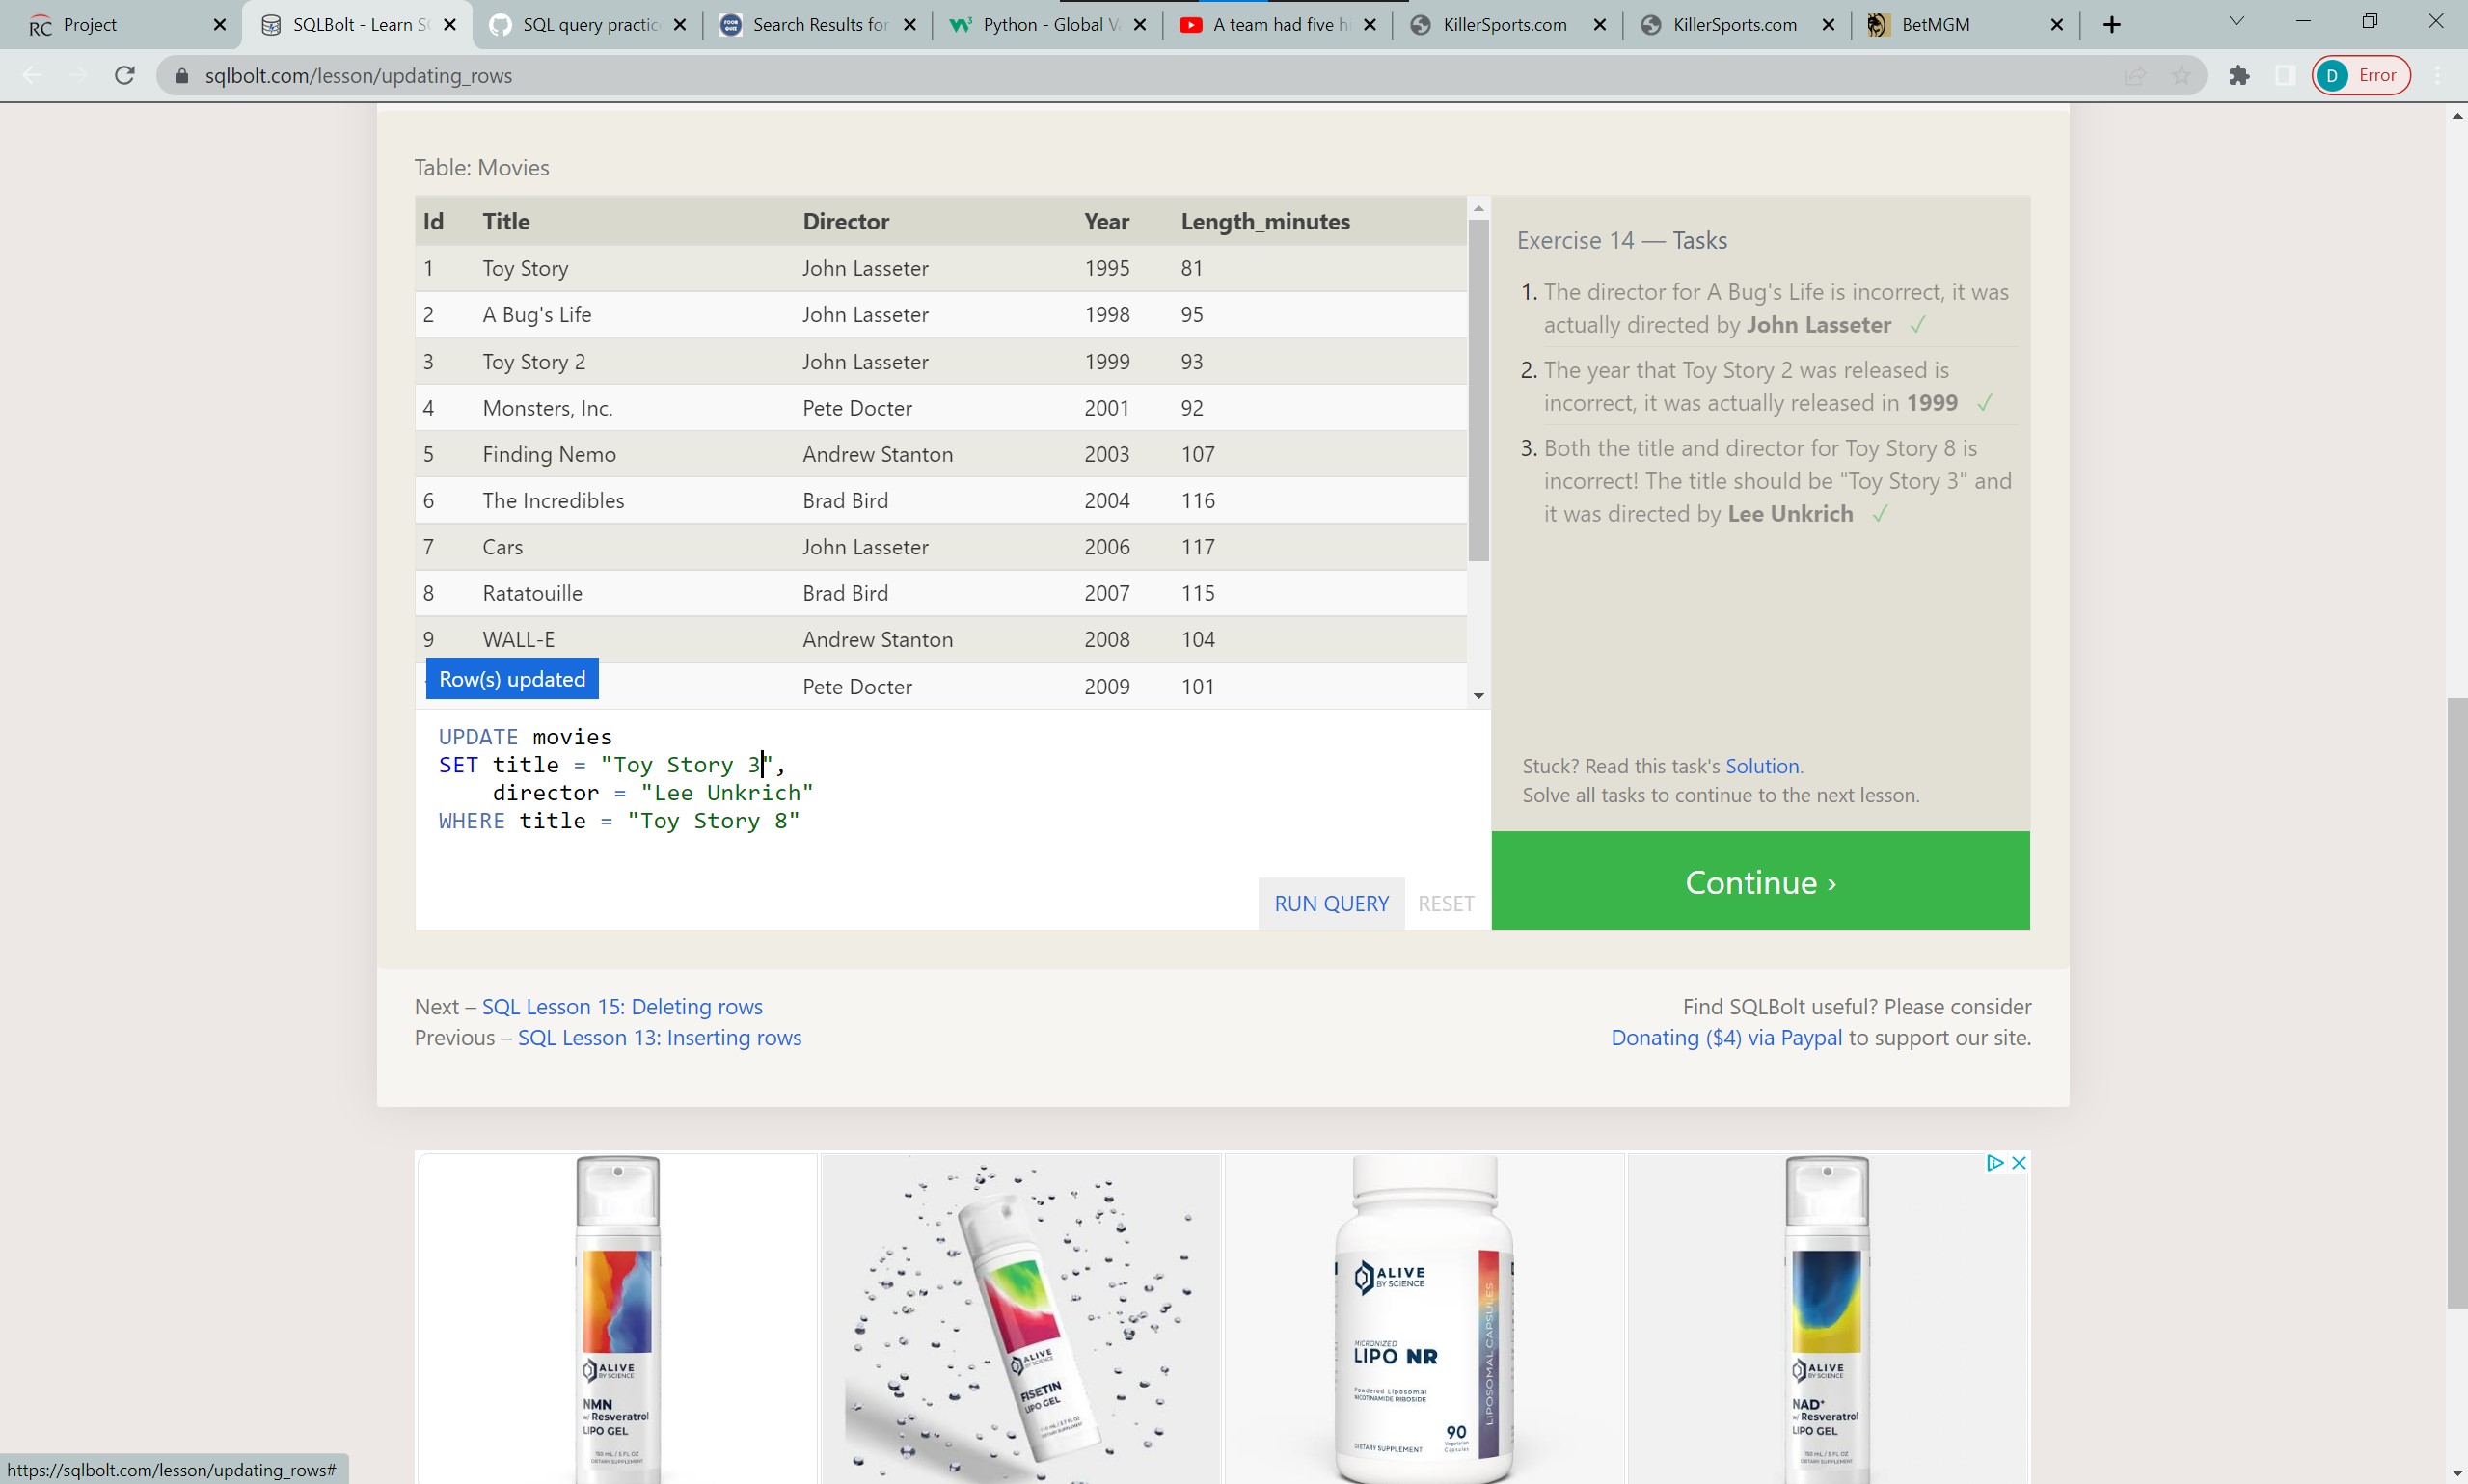 Project
SQLBolt - Learn S
SQL query practic
Search Results for
Python - Global V
A team had five hi
KillerSports.com
KillerSports.com
BetMGM
sqlbolt.com/lesson/updating_rows
D Error
Table: Movies
Id Title Director Year Length_minutes
1 Toy Story John Lasseter 1995 81
2 A Bug's Life John Lasseter 1998 95
3 Toy Story 2 John Lasseter 1999 93
4 Monsters, Inc. Pete Docter 2001 92
5 Finding Nemo Andrew Stanton 2003 107
6 The Incredibles Brad Bird 2004 116
7 Cars John Lasseter 2006 117
8 Ratatouille Brad Bird 2007 115
9 WALL-E Andrew Stanton 2008 104
Pete Docter 2009 101
Row(s) updated
UPDATE movies
SET title = "Toy Story 3",
director = "Lee Unkrich"
WHERE title = "Toy Story 8"
RUN QUERY RESET
Exercise 14 — Tasks
1. The director for A Bug's Life is incorrect, it was
actually directed by John Lasseter ✓
2. The year that Toy Story 2 was released is
incorrect, it was actually released in 1999 ✓
3. Both the title and director for Toy Story 8 is
incorrect! The title should be "Toy Story 3" and
it was directed by Lee Unkrich ✓
Stuck? Read this task's Solution.
Solve all tasks to continue to the next lesson.
Continue ›
Next – SQL Lesson 15: Deleting rows
Previous – SQL Lesson 13: Inserting rows
Find SQLBolt useful? Please consider
Donating ($4) via Paypal to support our site.
ALIVE
BY SCIENCE
NMN
w/ Resveratrol
LIPO GEL
ALIVE
BY SCIENCE
FISETIN
LIPO GEL
ALIVE
BY SCIENCE
MICRONIZED
LIPO NR
Powdered Liposomal
NICOTINAMIDE RIBOSIDE
DIETARY SUPPLEMENT
90
Vegetarian
Capsules
LIPOSOMAL CAPSULES
ALIVE
BY SCIENCE
NAD+
w/ Resveratrol
LIPO GEL
https://sqlbolt.com/lesson/updating_rows#